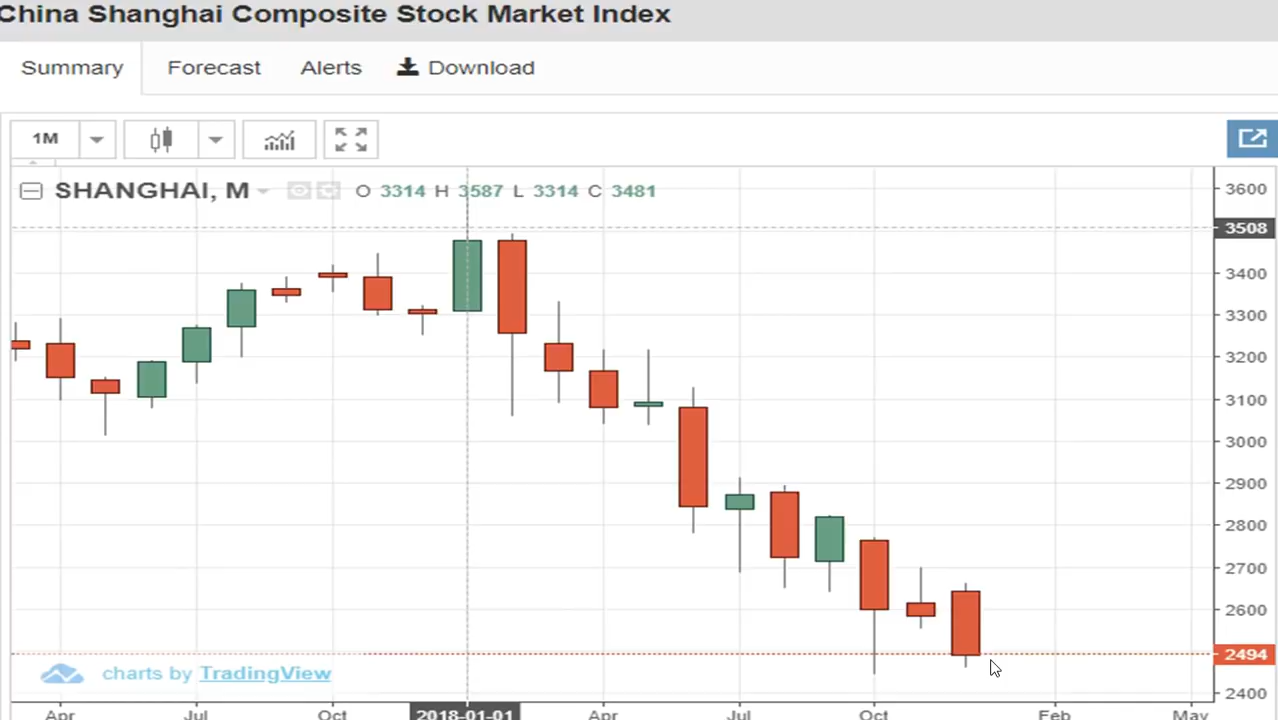 China Shanghai Composite Stock Market Index
Summary Forecast Alerts Download
1M
SHANGHAI, M O 3314 H 3587 L 3314 C 3481
3600
3508
3400
3300
3200
3100
3000
2900
2800
2700
2600
2494
2400
charts by TradingView
Apr Jul Oct 2018-01-01 Apr Jul Oct Feb May